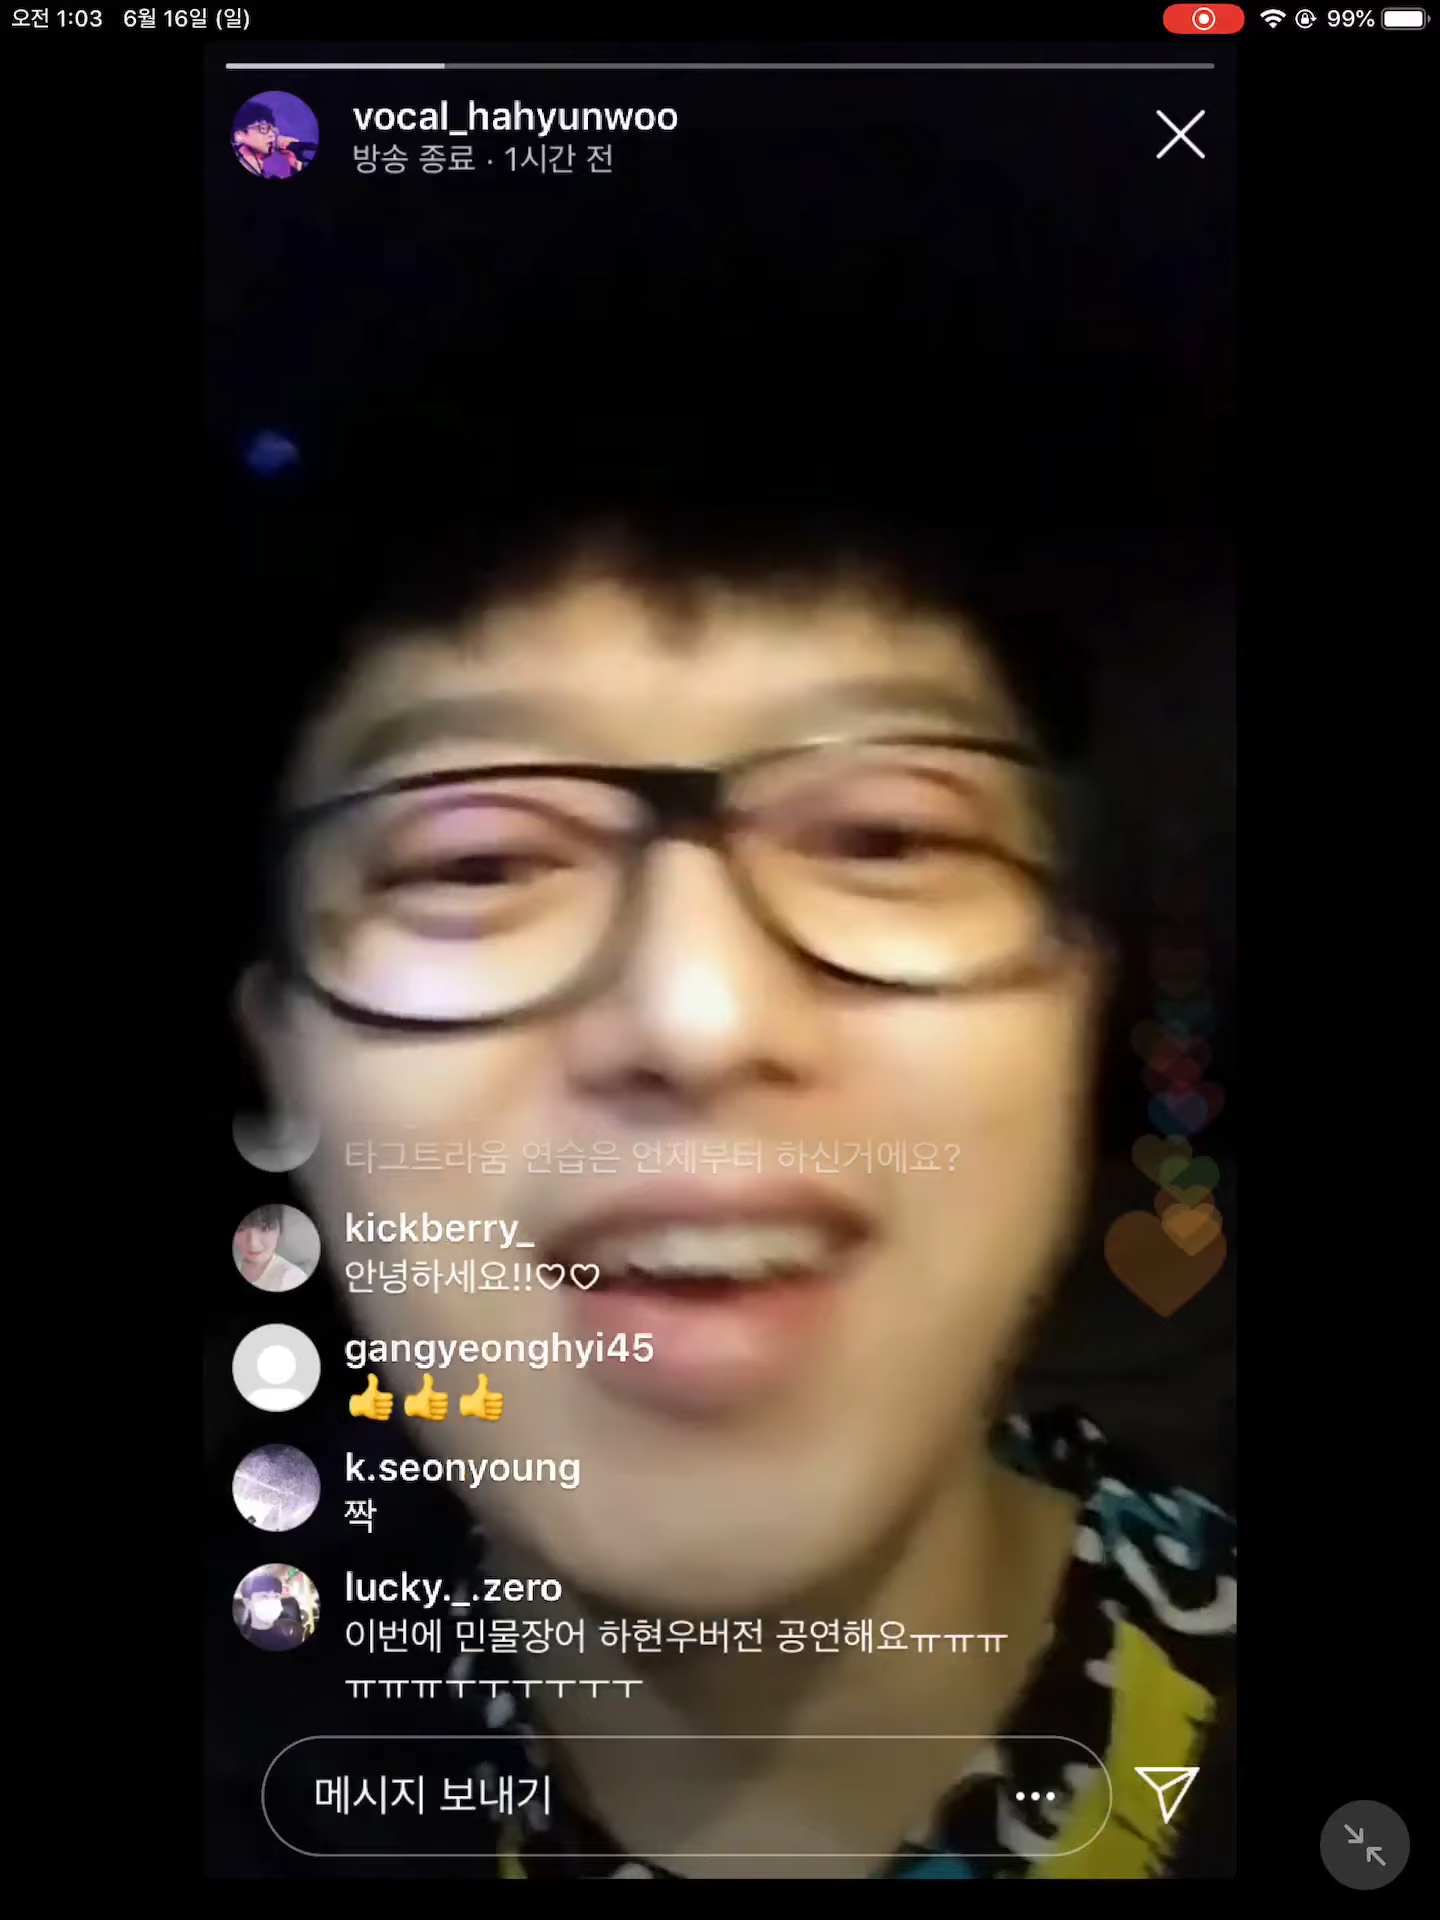 오전 1:03 6월 16일 (일) 99%
vocal_hahyunwoo
방송 종료 · 1시간 전
타그트라움 연습은 언제부터 하신거에요?
kickberry_
안녕하세요!!♡♡
gangyeonghyi45
👍👍👍
k.seonyoung
짝
lucky._.zero
이번에 민물장어 하현우버전 공연해요ㅠㅠㅠ
ㅠㅠㅠㅜㅜㅜㅜㅜㅜ
메시지 보내기